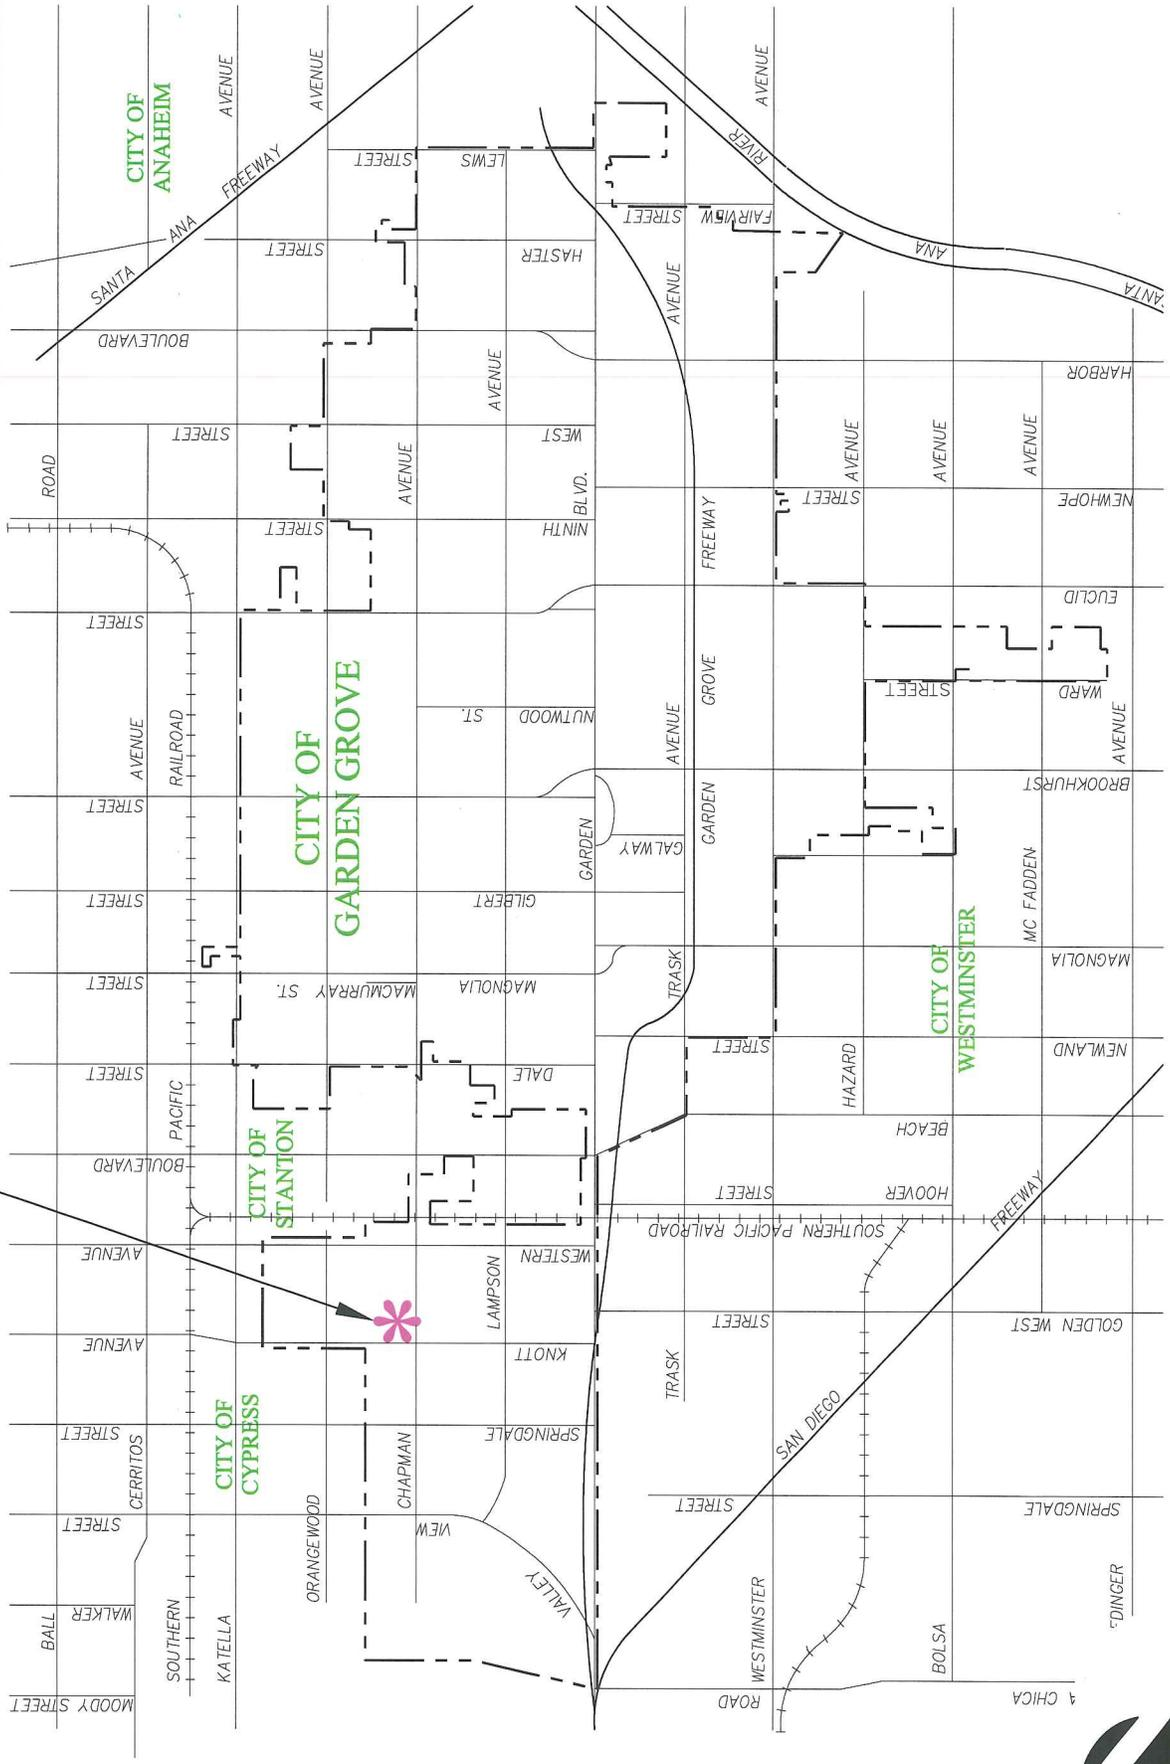 AVENUE
AVENUE
AVENUE
CITY OF
ANAHEIM
FREEWAY
ANA
SANTA
RIVER
STREET
LEWIS
STREET
FAIRVIEW
STREET
HASTER
ANA
ANTA
AVENUE
BOULEVARD
HARBOR
AVENUE
STREET
WEST
ROAD
AVENUE
AVENUE
AVENUE
AVENUE
BLVD.
STREET
NEWHOPE
FREEWAY
STREET
NINTH
EUCLID
STREET
CITY OF
GARDEN GROVE
GROVE
STREET
WARD
ST.
NUTWOOD
AVENUE
AVENUE
AVENUE
RAILROAD
STREET
BROOKHURST
GARDEN
GARDEN
GALWAY
STREET
GILBERT
MC FADDEN
CITY OF
WESTMINSTER
MAGNOLIA
TRASK
STREET
MACMURRAY ST.
MAGNOLIA
STREET
NEWLAND
STREET
DALE
HAZARD
PACIFIC
BEACH
CITY OF
STANTON
BOULEVARD
STREET
HOOVER
FREEWAY
SOUTHERN PACIFIC RAILROAD
AVENUE
WESTERN
LAMPSON
STREET
GOLDEN WEST
AVENUE
KNOTT
TRASK
CITY OF
CYPRESS
SAN DIEGO
STREET
SPRINGDALE
CERRITOS
CHAPMAN
STREET
SPRINGDALE
STREET
VIEW
ORANGEWOOD
VALLEY
WALKER
BALL
SOUTHERN
KATELLA
WESTMINSTER
BOLSA
DINGER
MOODY STREET
ROAD
CHICA